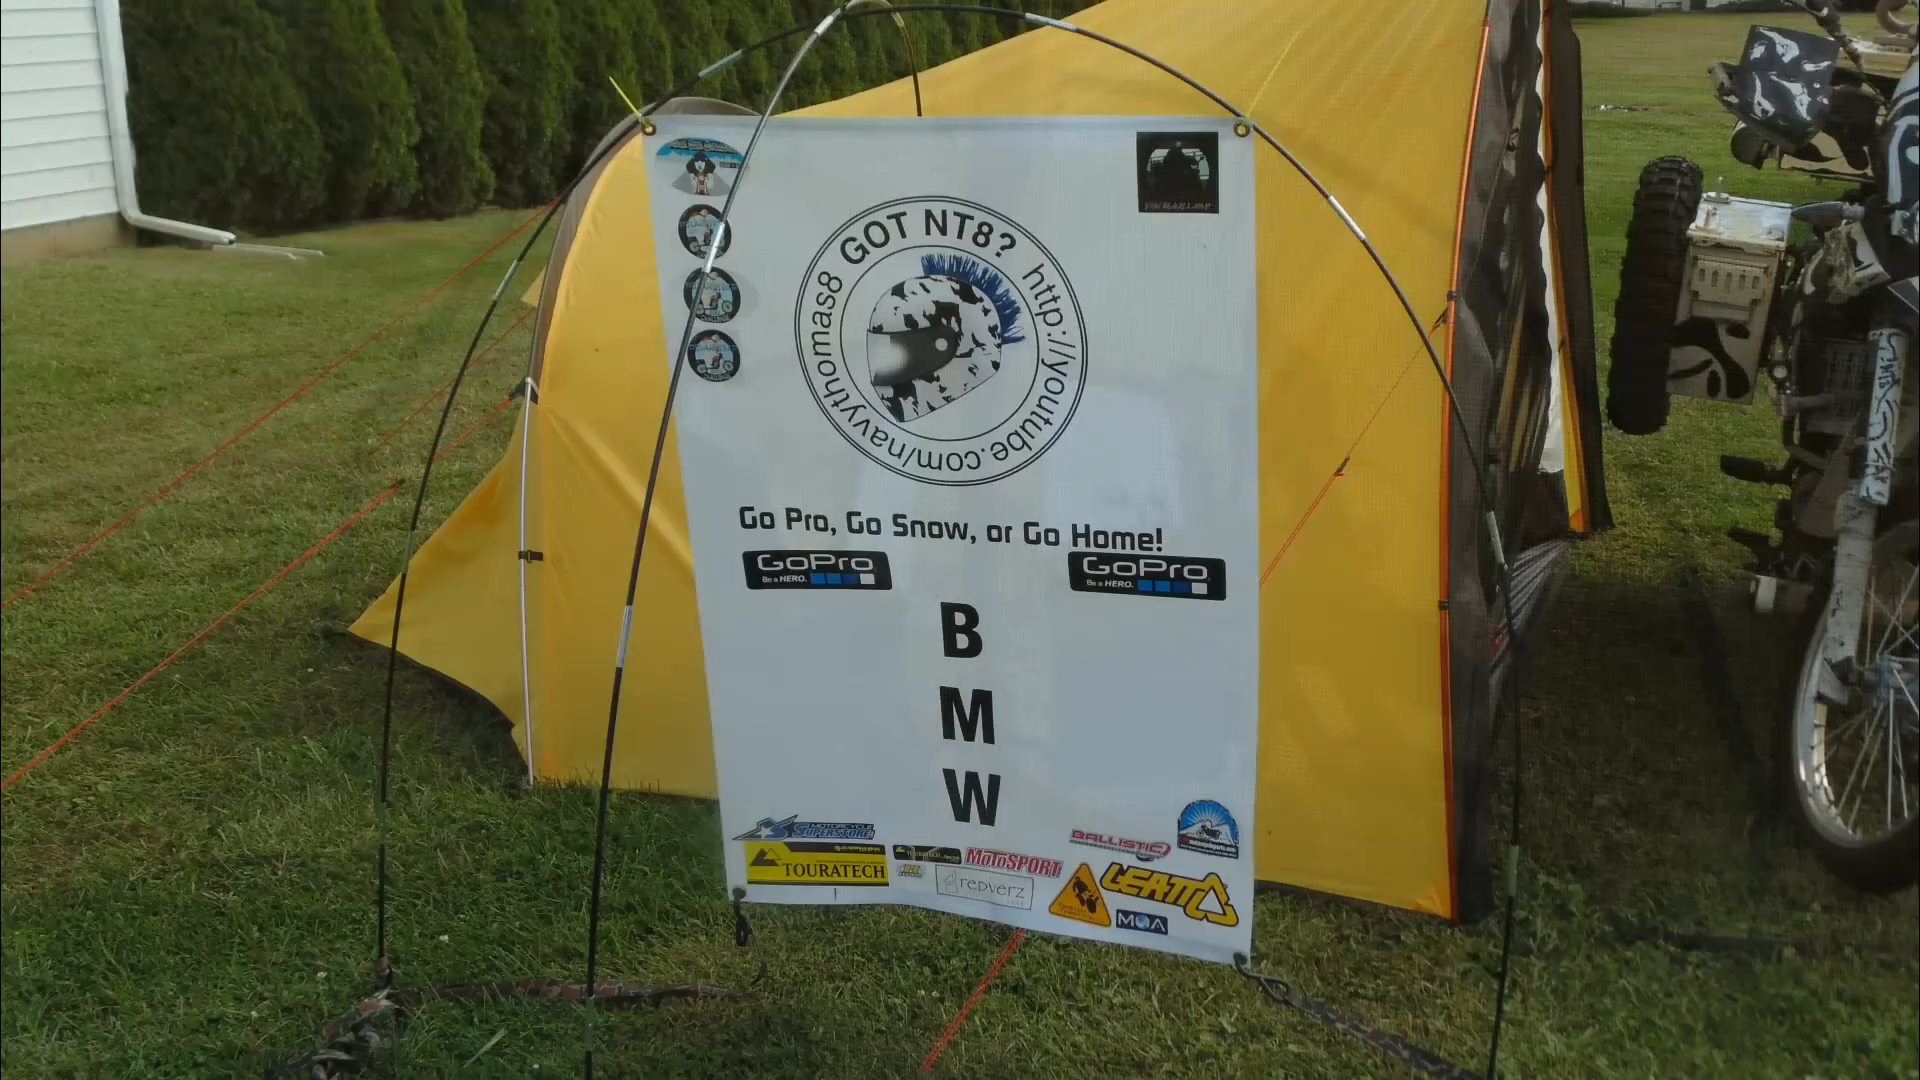 GOT NT8?
http://youtube.com/navythomas8
Go Pro, Go Snow, or Go Home!
GoPro
Be a HERO.
GoPro
Be a HERO.
B
M
W
MOTORCYCLE
SUPERSTORE
BALLISTIC
TOURATECH
MOTOSPORT
REDVERZ
LEATT
MOA